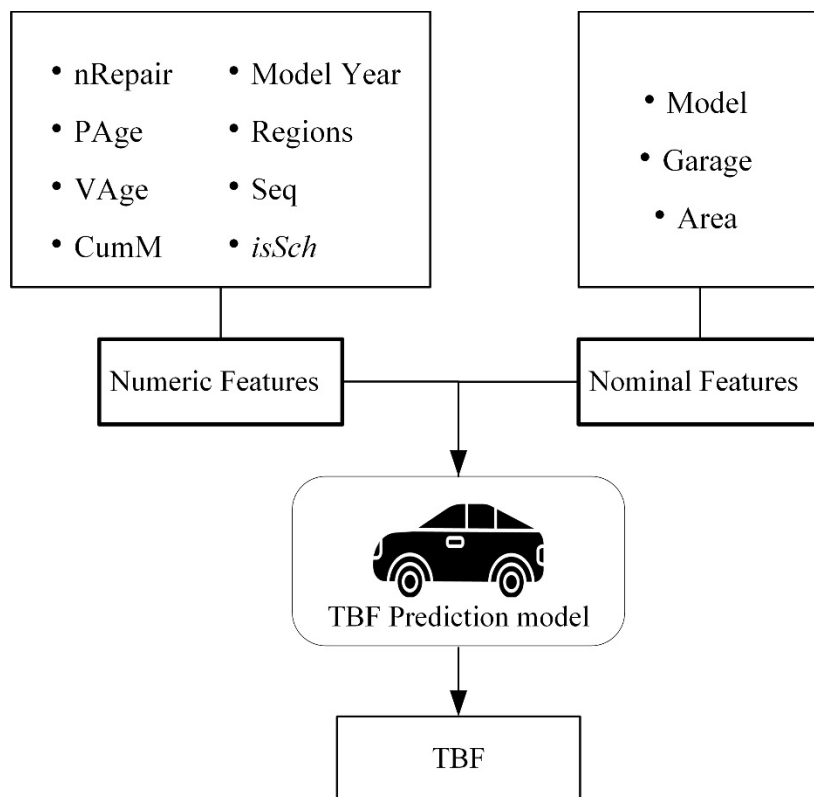 • nRepair
• PAge
• VAge
• CumM
• Model Year
• Regions
• Seq
• isSch
• Model
• Garage
• Area
Numeric Features
Nominal Features
TBF Prediction model
TBF